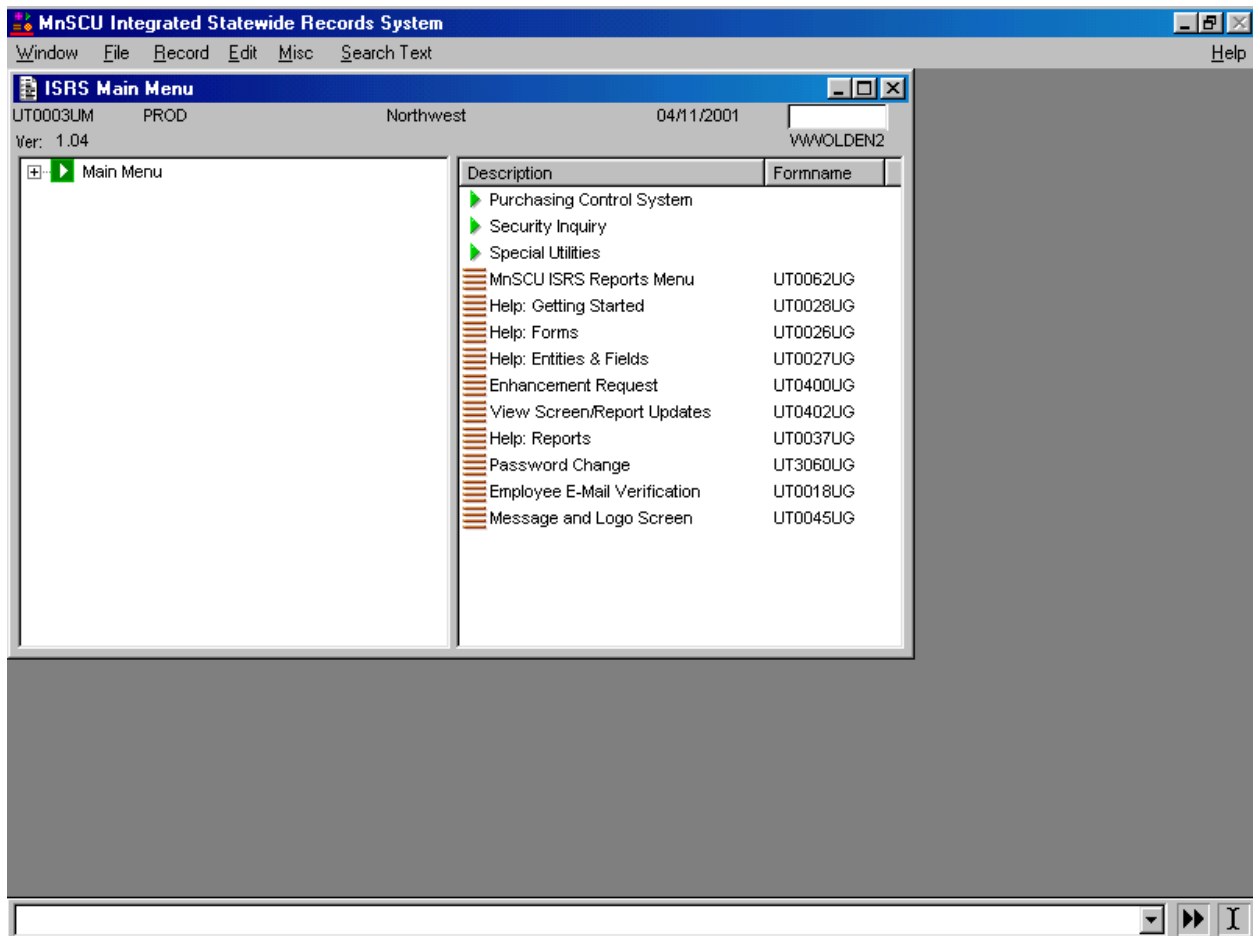 MnSCU Integrated Statewide Records System
Window File Record Edit Misc Search Text Help
ISRS Main Menu
UT0003UM PROD Northwest 04/11/2001
Ver: 1.04 VWVOLDEN2
Main Menu
Description Formname
Purchasing Control System
Security Inquiry
Special Utilities
MnSCU ISRS Reports Menu UT0062UG
Help: Getting Started UT0028UG
Help: Forms UT0026UG
Help: Entities & Fields UT0027UG
Enhancement Request UT0400UG
View Screen/Report Updates UT0402UG
Help: Reports UT0037UG
Password Change UT3060UG
Employee E-Mail Verification UT0018UG
Message and Logo Screen UT0045UG